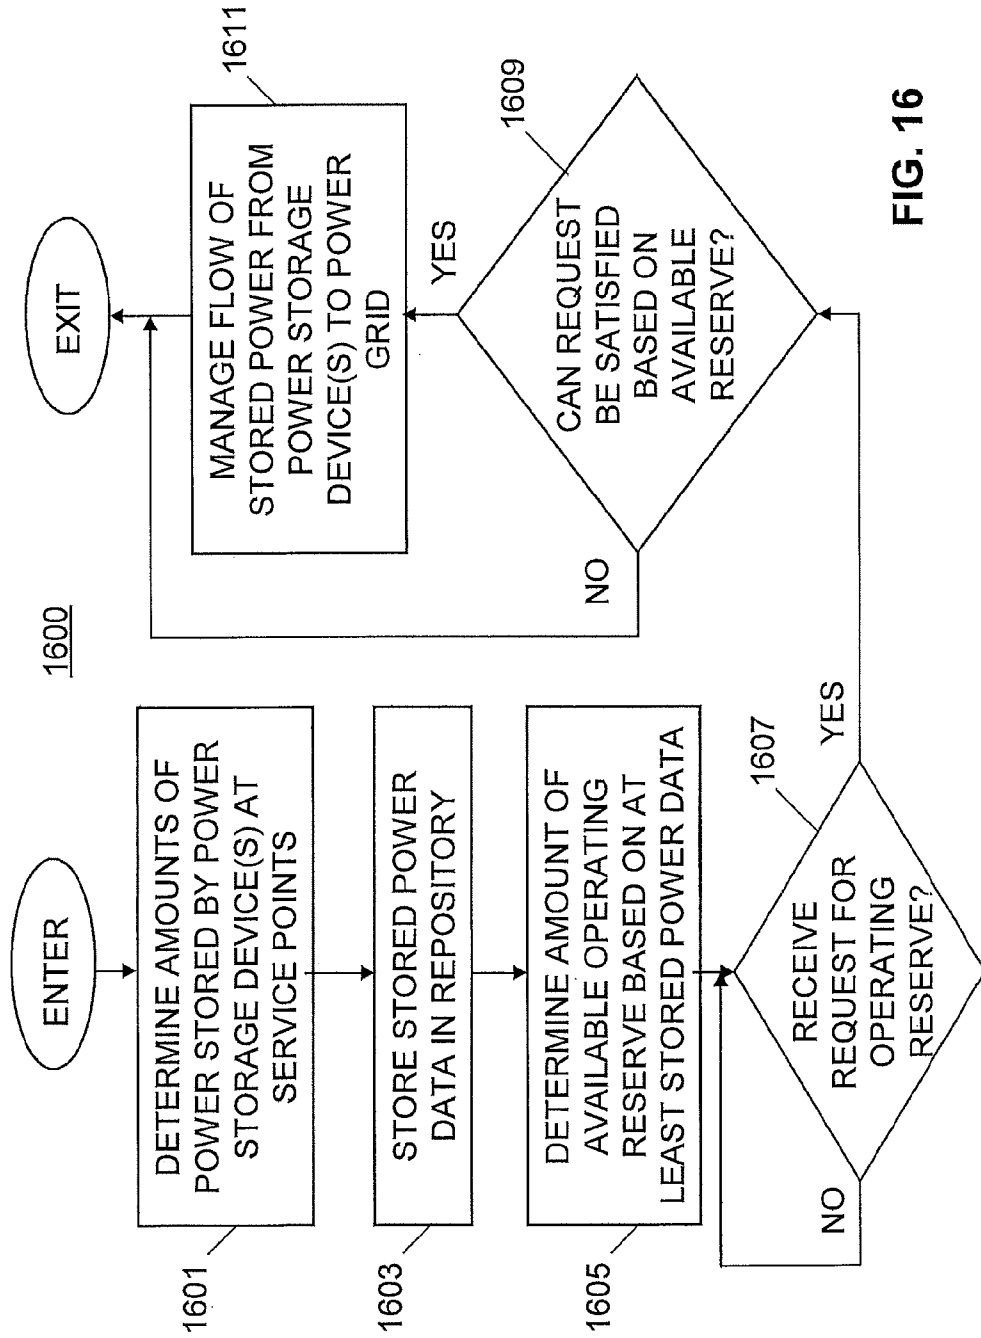 1600
ENTER
DETERMINE AMOUNTS OF
POWER STORED BY POWER
STORAGE DEVICE(S) AT
SERVICE POINTS
1601
STORE STORED POWER
DATA IN REPOSITORY
1603
DETERMINE AMOUNT OF
AVAILABLE OPERATING
RESERVE BASED ON AT
LEAST STORED POWER DATA
1605
RECEIVE
REQUEST FOR
OPERATING
RESERVE?
1607
NO
YES
CAN REQUEST
BE SATISFIED
BASED ON
AVAILABLE
RESERVE?
1609
NO
YES
MANAGE FLOW OF
STORED POWER FROM
POWER STORAGE
DEVICE(S) TO POWER
GRID
1611
EXIT
FIG. 16